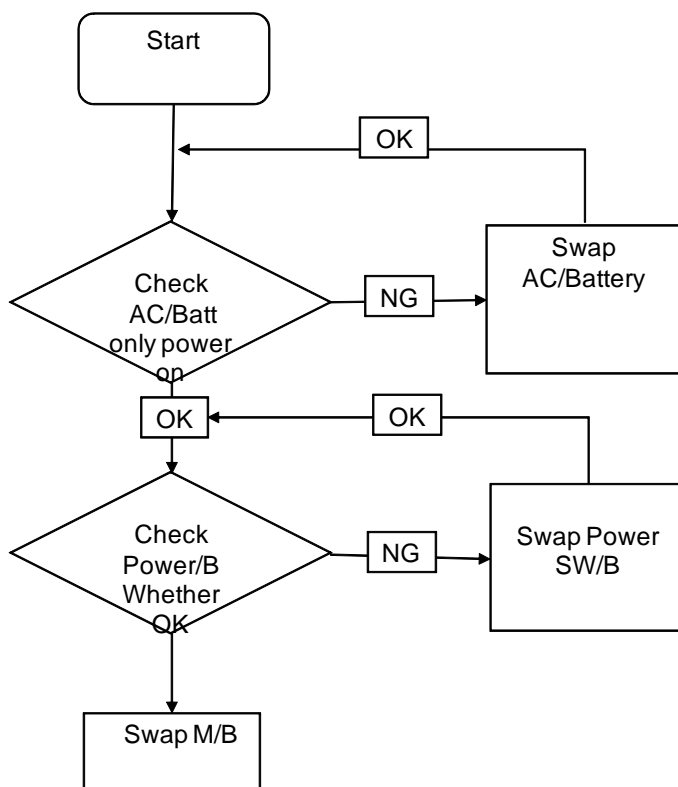 Start
OK
Swap
AC/Battery
Check
AC/Batt
only power
on
NG
OK
OK
Check
Power/B
Whether
OK
NG
Swap Power
SW/B
Swap M/B